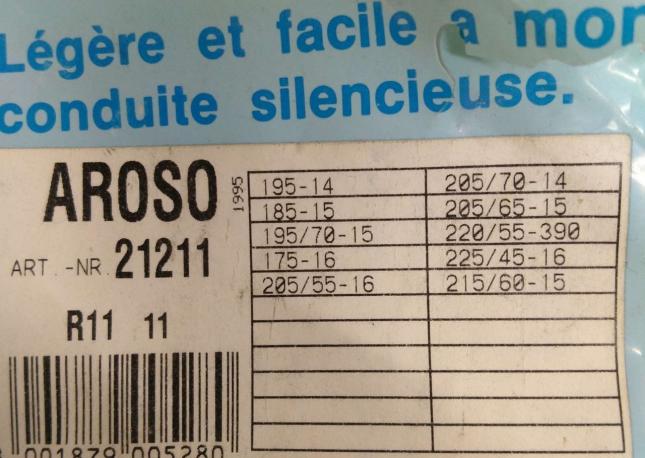 Légère et facile a
conduite silencieuse.
AROSO
1995
ART.-NR. 21211
R11 11
195-14 205/70-14
185-15 205/65-15
195/70-15 220/55-390
175-16 225/45-16
205/55-16 215/60-15
001879 005280